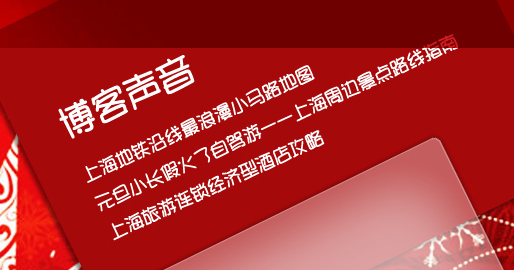 博客声音
上海地铁沿线最浪漫小马路地图
元旦小长假火了自驾游——上海周边景点路线指南
上海旅游连锁经济型酒店攻略